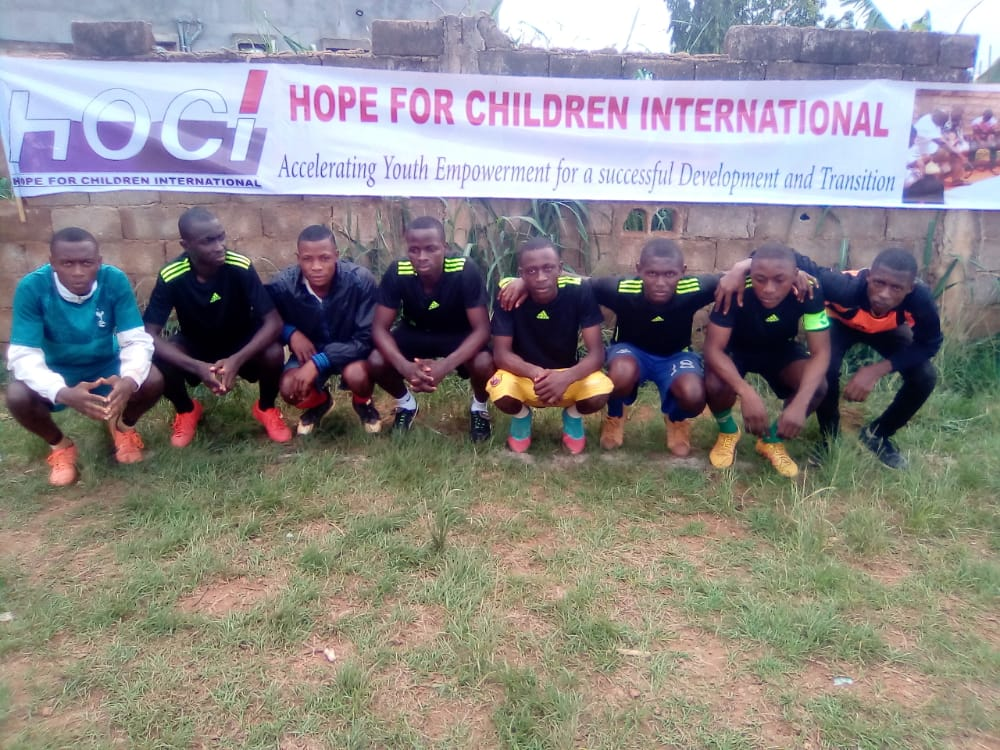 HOCI
HOPE FOR CHILDREN INTERNATIONAL
HOPE FOR CHILDREN INTERNATIONAL
Accelerating Youth Empowerment for a successful Development and Transition